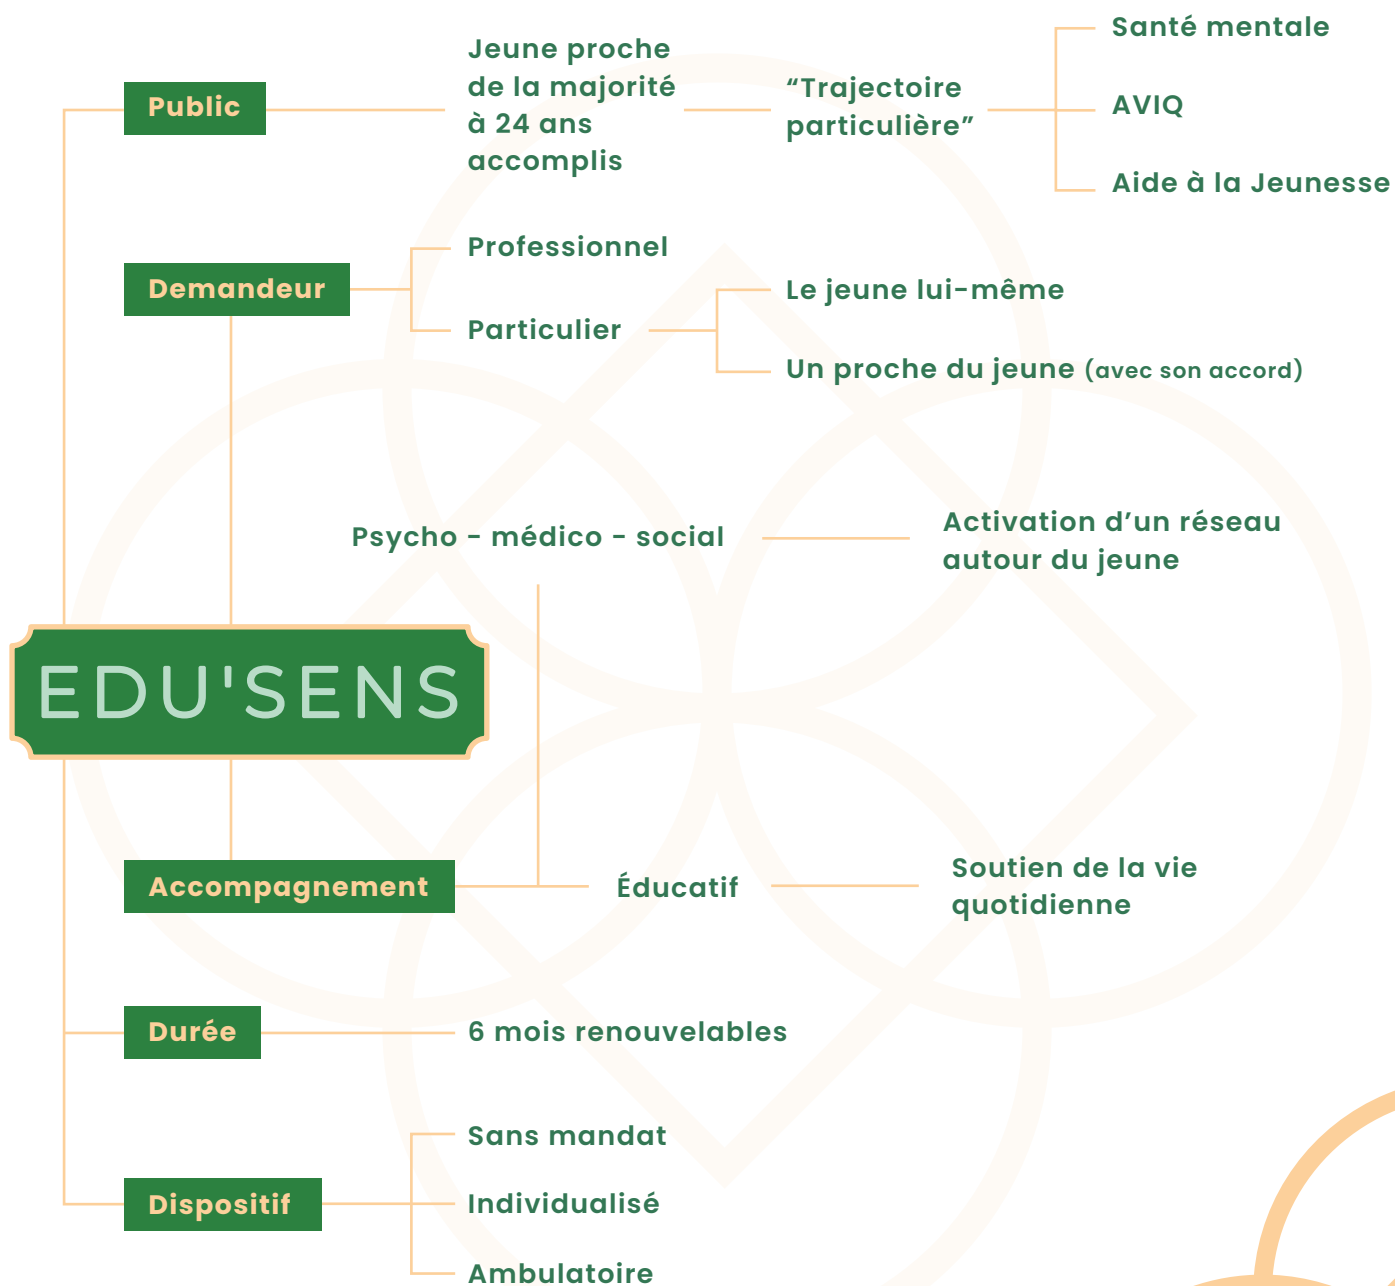 Public
Jeune proche
de la majorité
à 24 ans
accomplis
“Trajectoire
particulière”
Santé mentale
AVIQ
Aide à la Jeunesse
Demandeur
Professionnel
Particulier
Le jeune lui-même
Un proche du jeune (avec son accord)
Psycho - médico - social
Activation d’un réseau
autour du jeune
EDU'SENS
Accompagnement
Éducatif
Soutien de la vie
quotidienne
Durée
6 mois renouvelables
Dispositif
Sans mandat
Individualisé
Ambulatoire